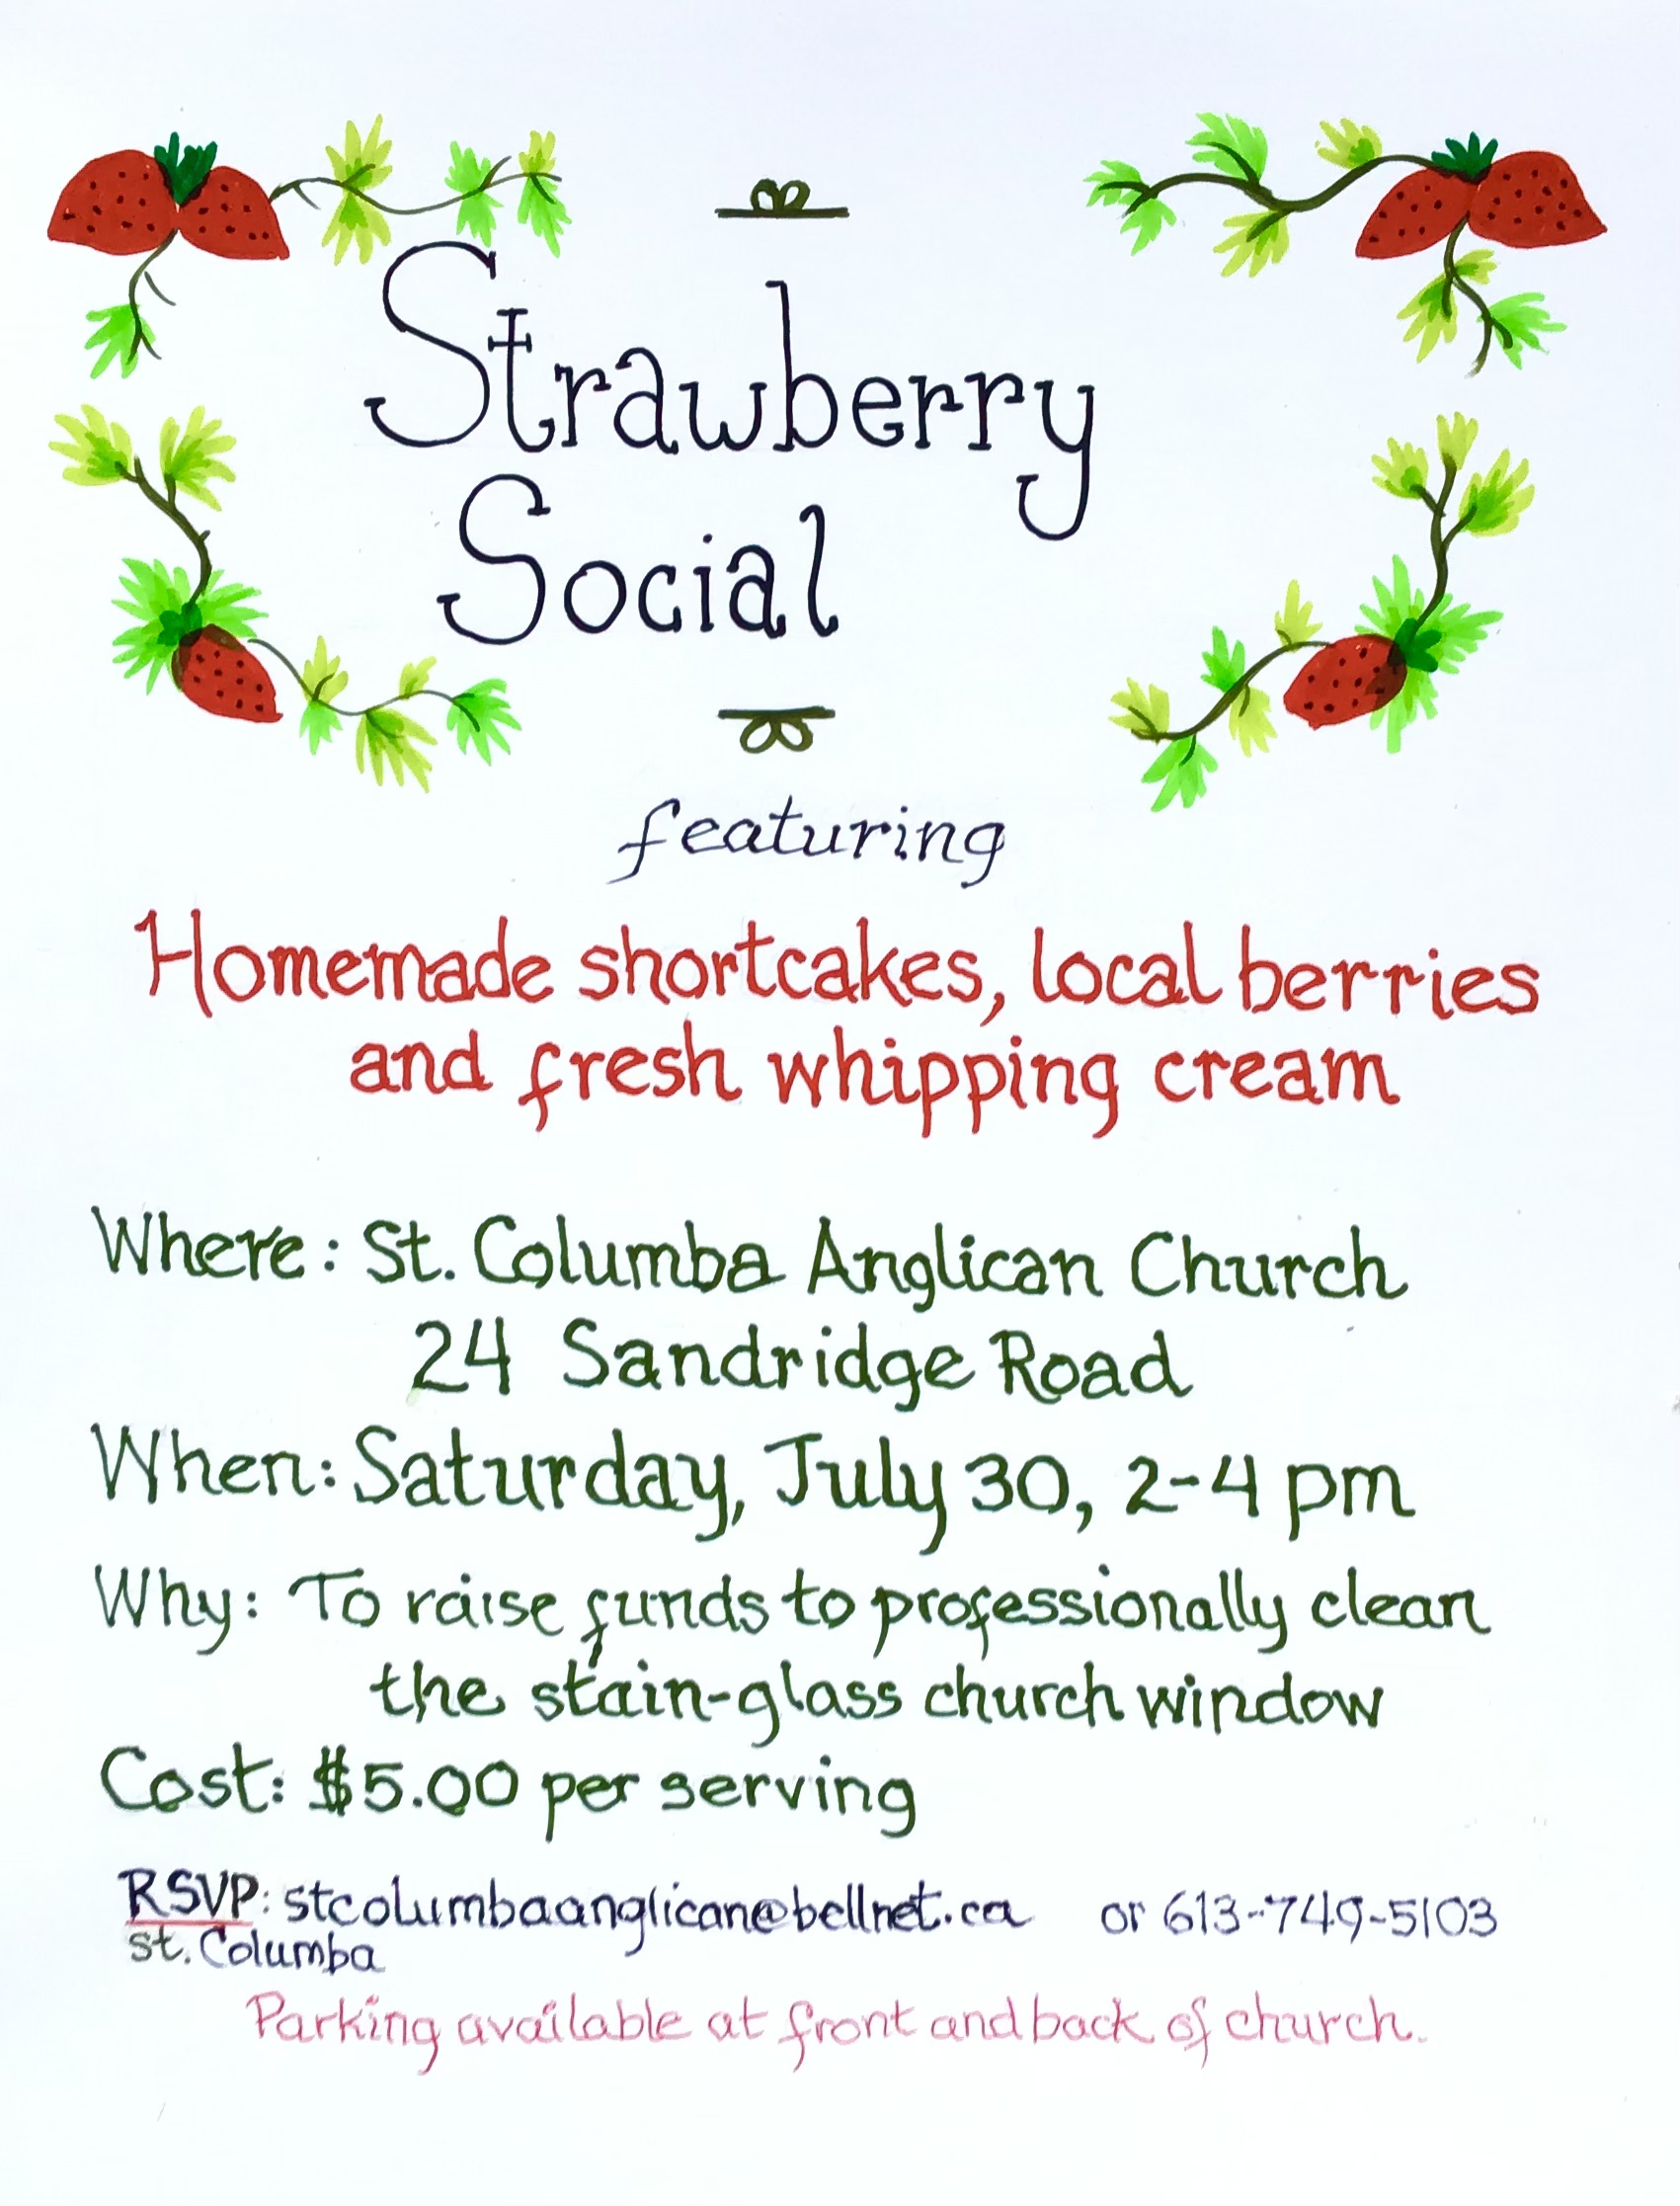 Strawberry
Social
featuring
Homemade shortcakes, local berries
and fresh whipping cream
Where: St. Columba Anglican Church
24 Sandridge Road
When: Saturday, July 30, 2-4 pm
Why: To raise funds to professionally clean
the stain-glass church window
Cost: $5.00 per serving
RSVP: stcolumbaanglican@bellnet.ca or 613-749-5103
St. Columba
Parking available at front and back of church.